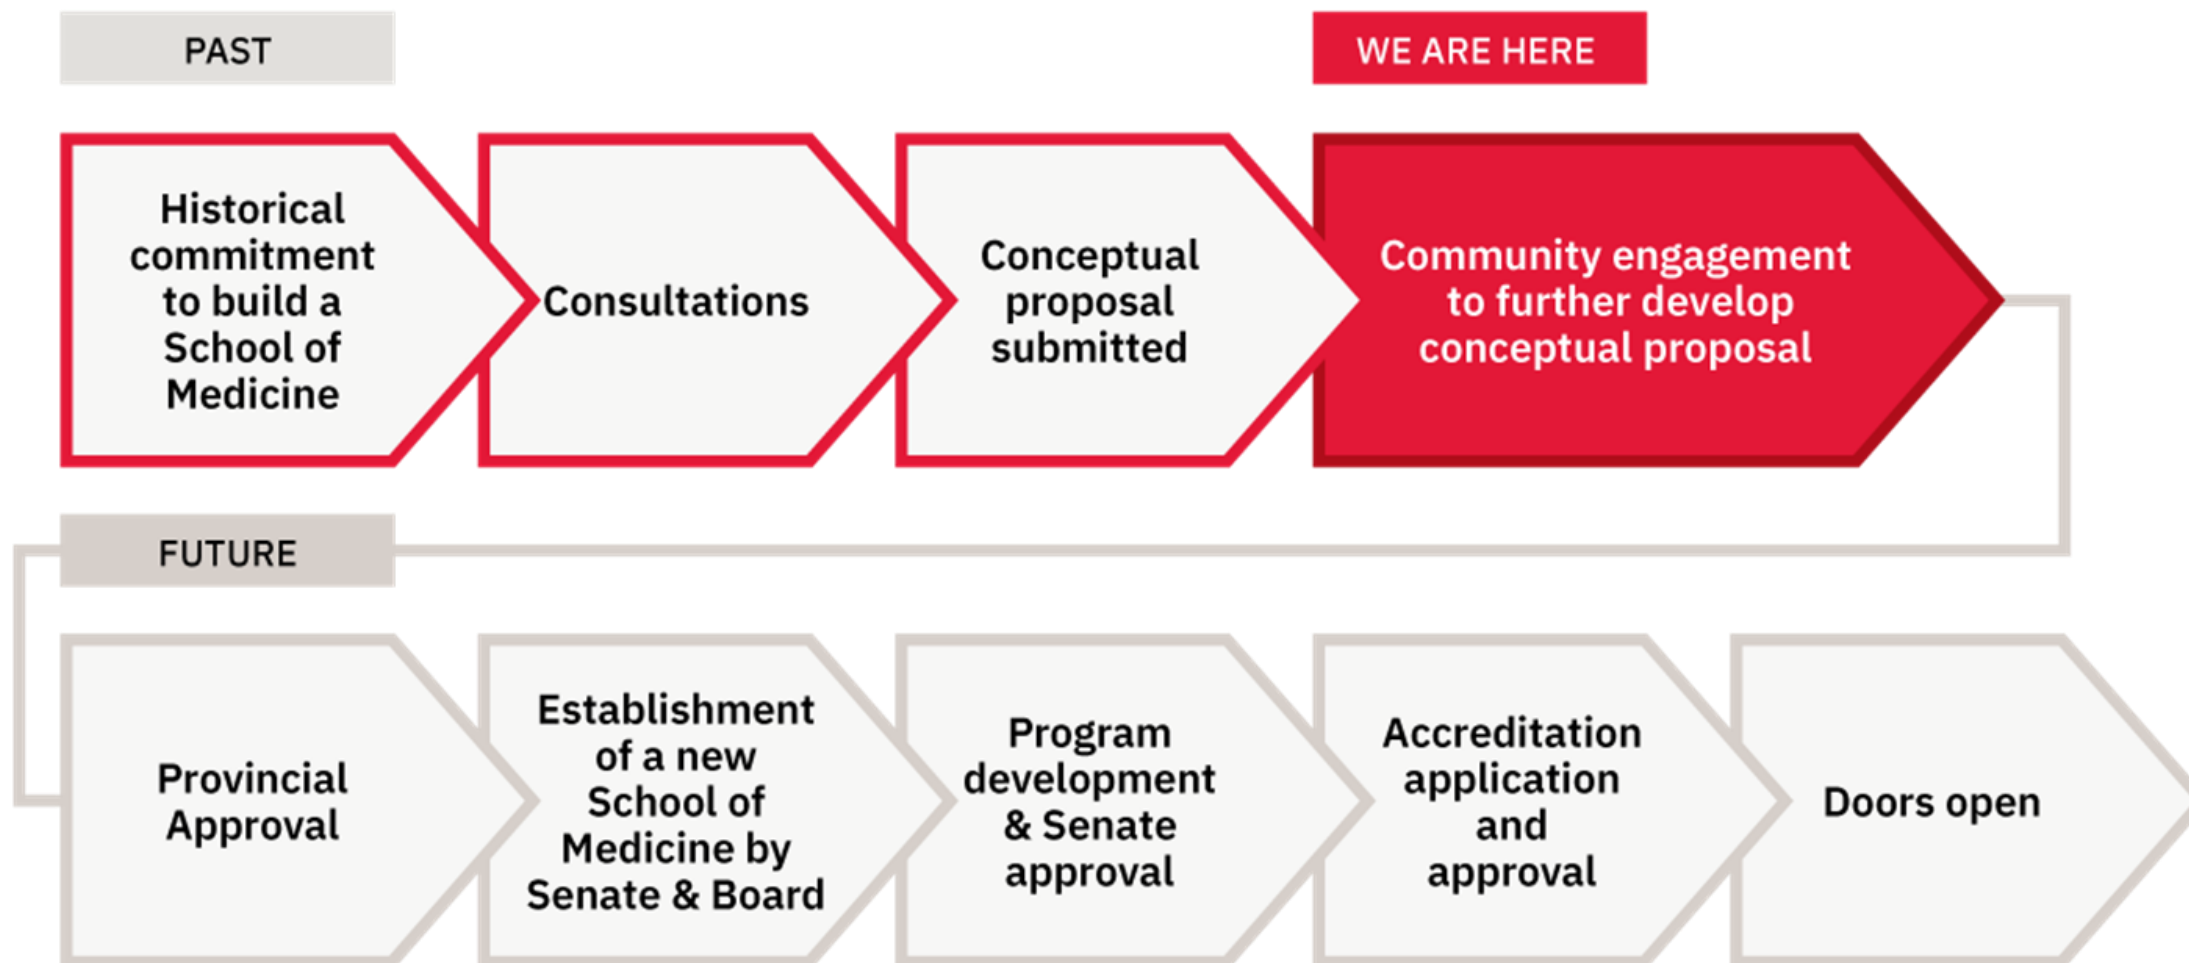 PAST
WE ARE HERE
Historical
commitment
to build a
School of
Medicine
Consultations
Conceptual
proposal
submitted
Community engagement
to further develop
conceptual proposal
FUTURE
Provincial
Approval
Establishment
of a new
School of
Medicine by
Senate & Board
Program
development
& Senate
approval
Accreditation
application
and
approval
Doors open